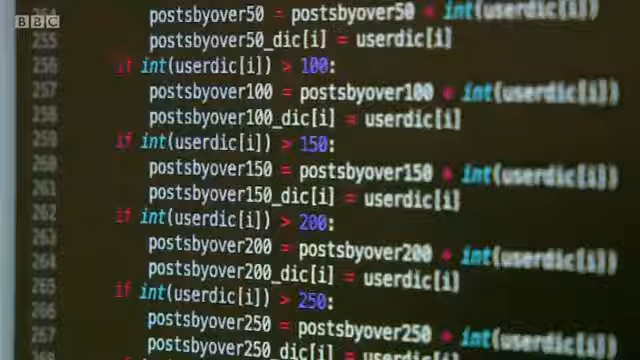 BBC
254 postsbyover50 = postsbyover50 + int(userdic[i])
255 postsbyover50_dic[i] = userdic[i]
256 if int(userdic[i]) > 100:
257 postsbyover100 = postsbyover100 + int(userdic[i])
258 postsbyover100_dic[i] = userdic[i]
259 if int(userdic[i]) > 150:
260 postsbyover150 = postsbyover150 + int(userdic[i])
261 postsbyover150_dic[i] = userdic[i]
262 if int(userdic[i]) > 200:
263 postsbyover200 = postsbyover200 + int(userdic[i])
264 postsbyover200_dic[i] = userdic[i]
265 if int(userdic[i]) > 250:
266 postsbyover250 = postsbyover250 + int(userdic[i])
267 postsbyover250_dic[i] = userdic[i]
268